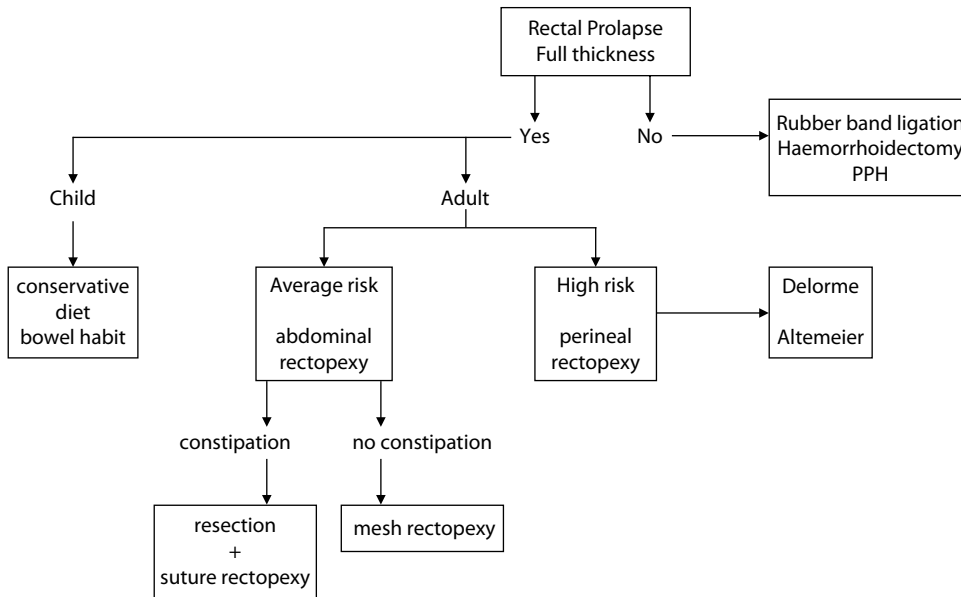 Rectal Prolapse
Full thickness
Yes
No
Rubber band ligation
Haemorrhoidectomy
PPH
Child
Adult
conservative
diet
bowel habit
Average risk
abdominal
rectopexy
High risk
perineal
rectopexy
Delorme
Altemeier
constipation
no constipation
resection
+
suture rectopexy
mesh rectopexy